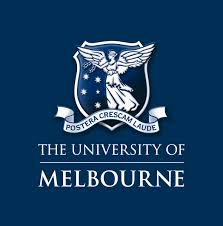 POSTERA CRESCAM LAUDE
THE UNIVERSITY OF
MELBOURNE